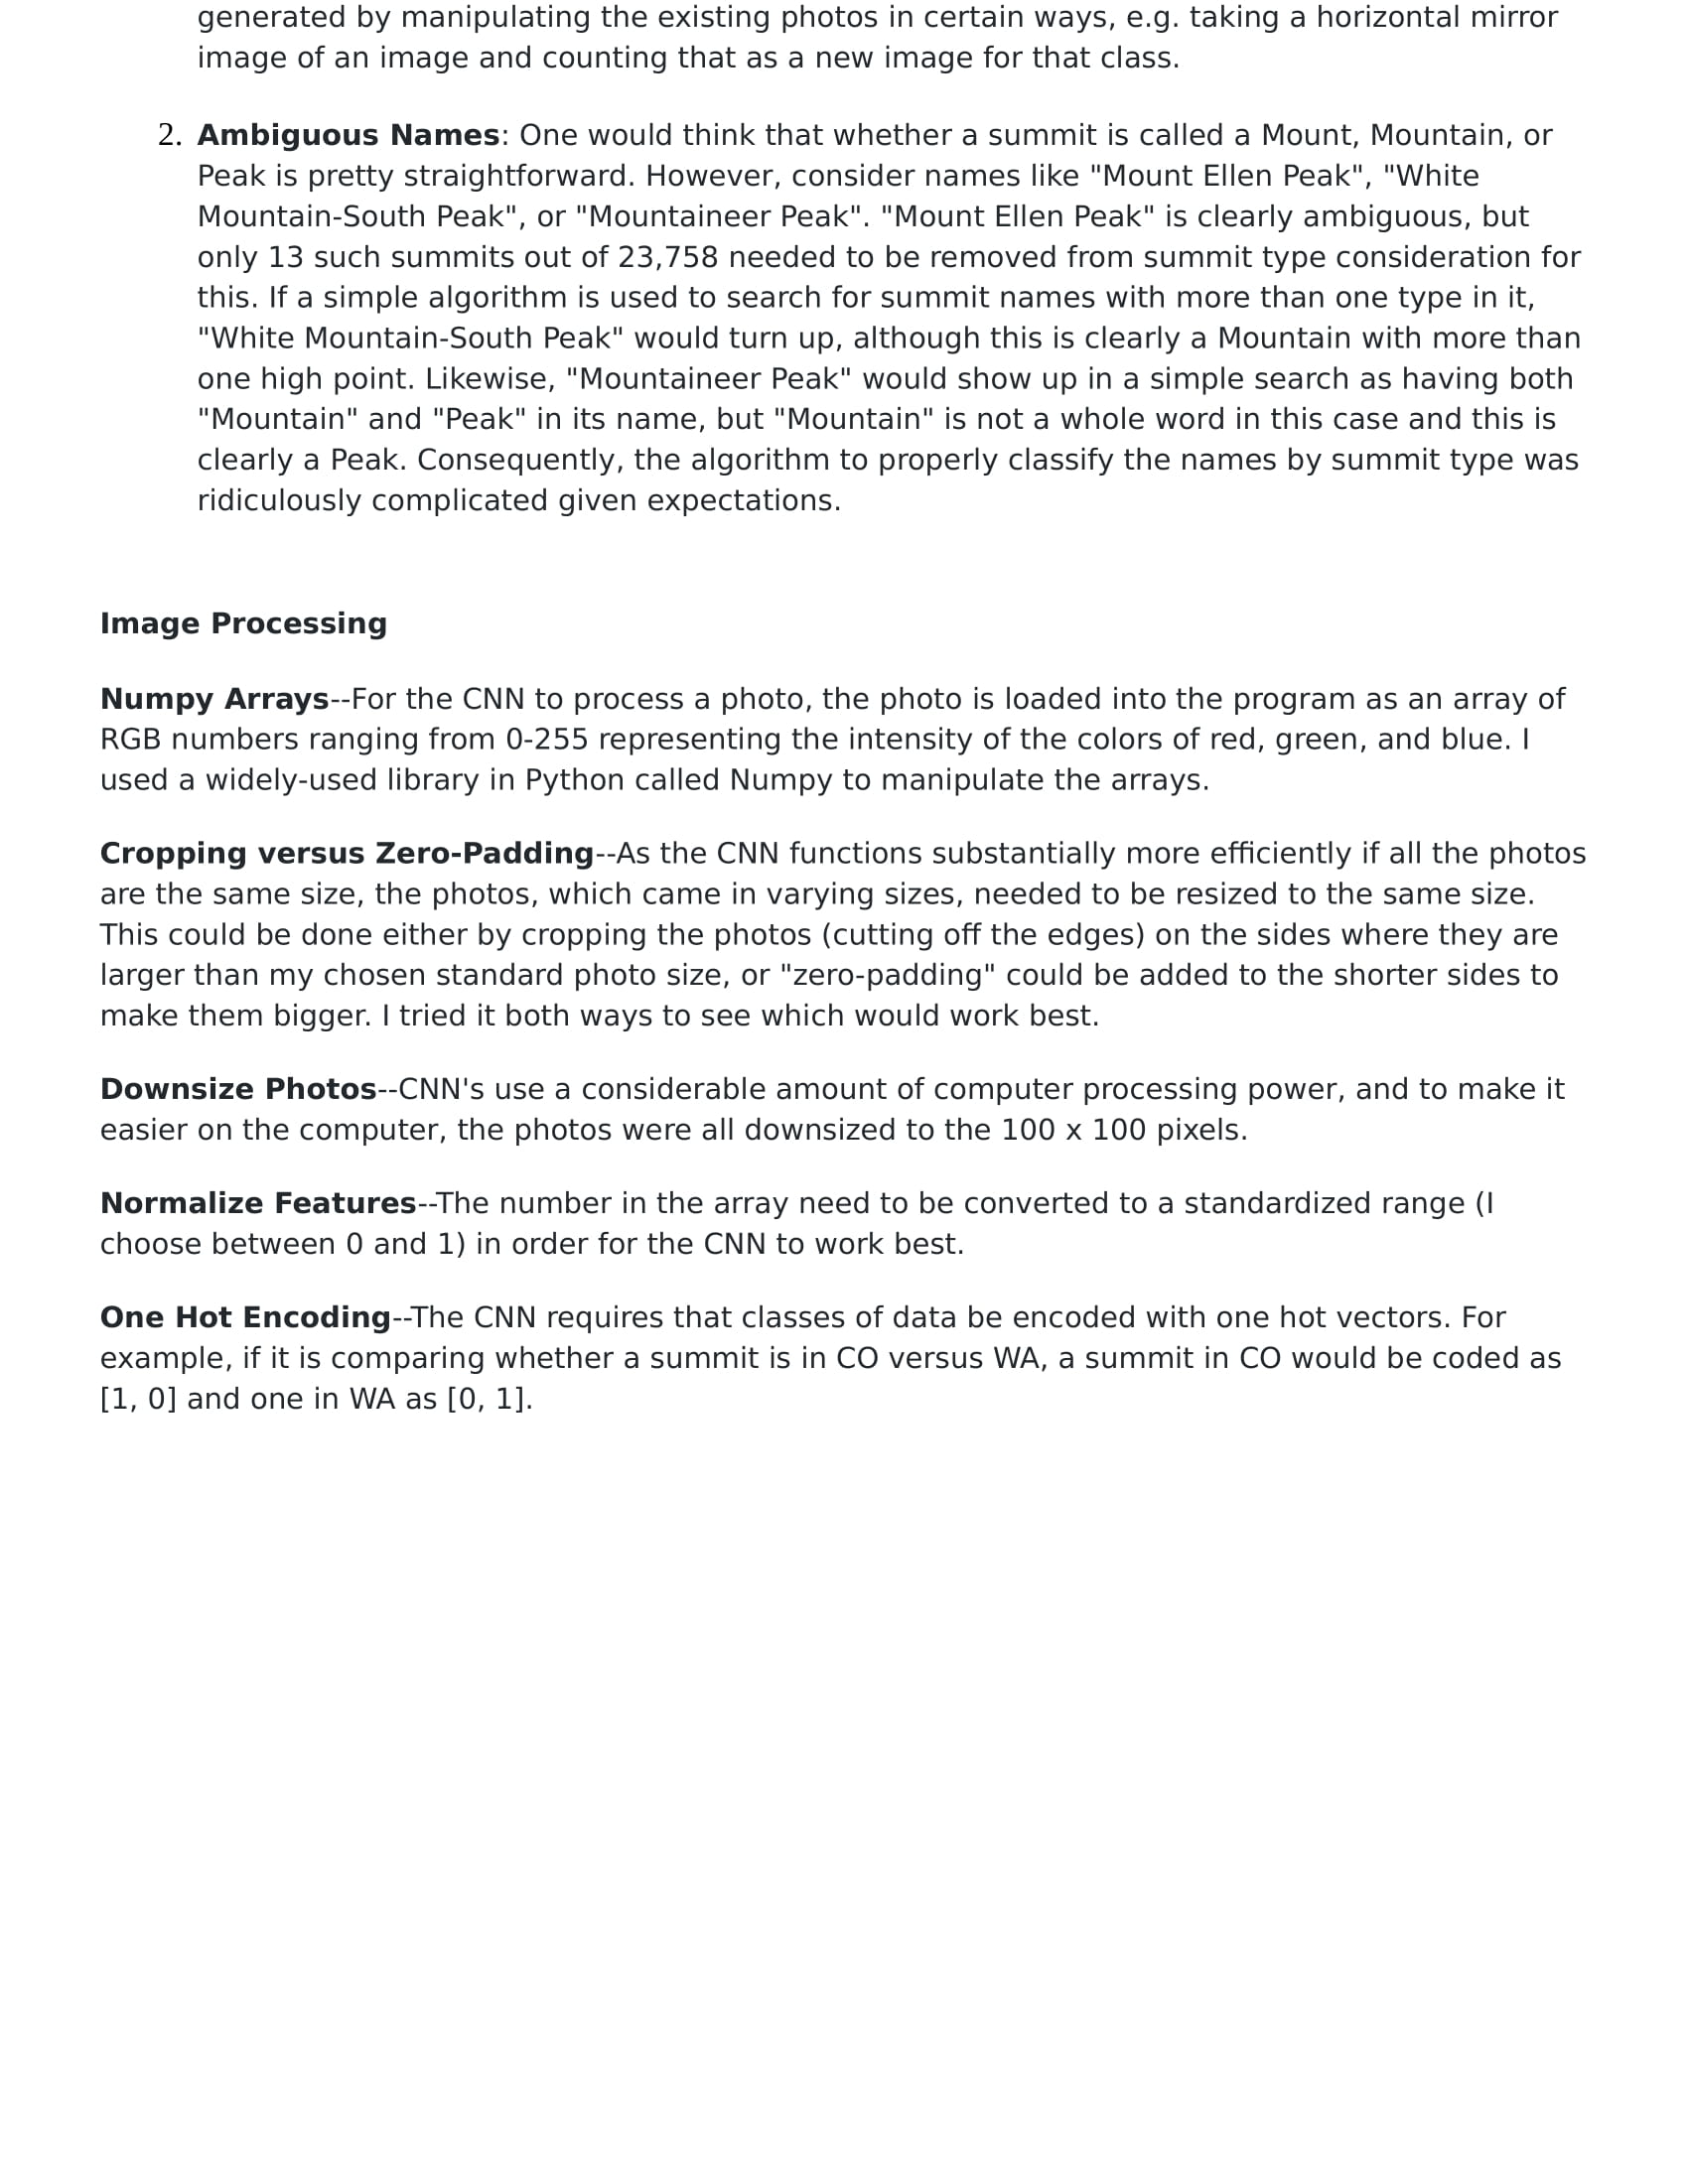 generated by manipulating the existing photos in certain ways, e.g. taking a horizontal mirror
image of an image and counting that as a new image for that class.
2. Ambiguous Names: One would think that whether a summit is called a Mount, Mountain, or
Peak is pretty straightforward. However, consider names like "Mount Ellen Peak", "White
Mountain-South Peak", or "Mountaineer Peak". "Mount Ellen Peak" is clearly ambiguous, but
only 13 such summits out of 23,758 needed to be removed from summit type consideration for
this. If a simple algorithm is used to search for summit names with more than one type in it,
"White Mountain-South Peak" would turn up, although this is clearly a Mountain with more than
one high point. Likewise, "Mountaineer Peak" would show up in a simple search as having both
"Mountain" and "Peak" in its name, but "Mountain" is not a whole word in this case and this is
clearly a Peak. Consequently, the algorithm to properly classify the names by summit type was
ridiculously complicated given expectations.
Image Processing
Numpy Arrays--For the CNN to process a photo, the photo is loaded into the program as an array of
RGB numbers ranging from 0-255 representing the intensity of the colors of red, green, and blue. I
used a widely-used library in Python called Numpy to manipulate the arrays.
Cropping versus Zero-Padding--As the CNN functions substantially more efficiently if all the photos
are the same size, the photos, which came in varying sizes, needed to be resized to the same size.
This could be done either by cropping the photos (cutting off the edges) on the sides where they are
larger than my chosen standard photo size, or "zero-padding" could be added to the shorter sides to
make them bigger. I tried it both ways to see which would work best.
Downsize Photos--CNN's use a considerable amount of computer processing power, and to make it
easier on the computer, the photos were all downsized to the 100 x 100 pixels.
Normalize Features--The number in the array need to be converted to a standardized range (I
choose between 0 and 1) in order for the CNN to work best.
One Hot Encoding--The CNN requires that classes of data be encoded with one hot vectors. For
example, if it is comparing whether a summit is in CO versus WA, a summit in CO would be coded as
[1, 0] and one in WA as [0, 1].